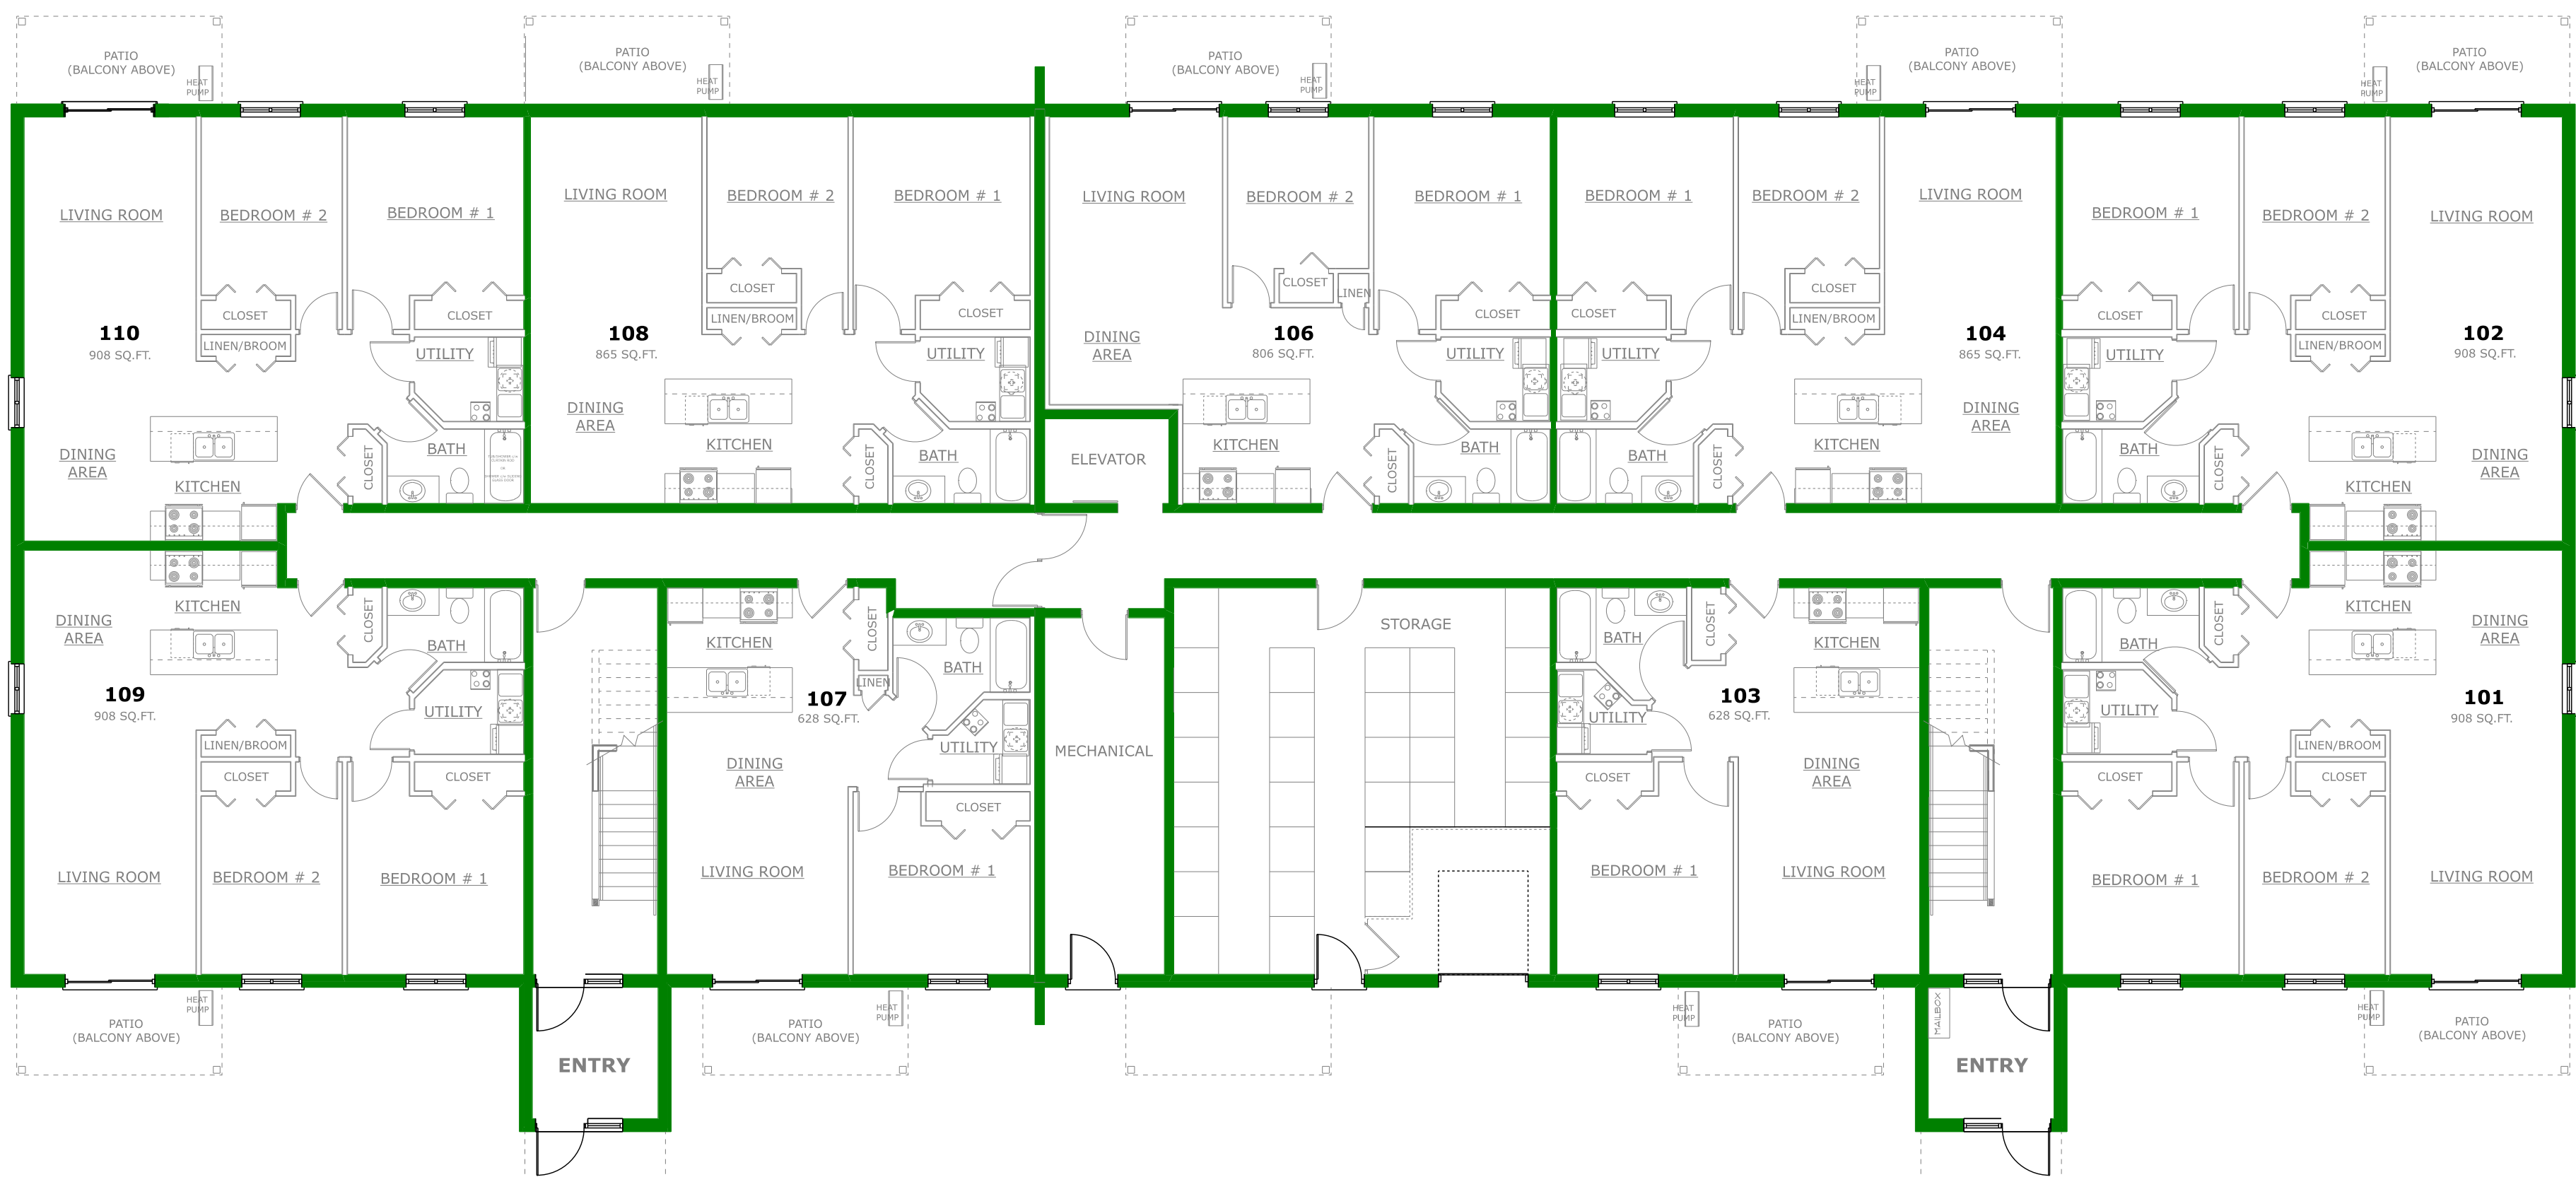 PATIO
(BALCONY ABOVE)
HEAT
PUMP
PATIO
(BALCONY ABOVE)
HEAT
PUMP
PATIO
(BALCONY ABOVE)
HEAT
PUMP
PATIO
(BALCONY ABOVE)
HEAT
PUMP
PATIO
(BALCONY ABOVE)
HEAT
PUMP
LIVING ROOM
BEDROOM # 2
BEDROOM # 1
CLOSET
CLOSET
LINEN/BROOM
110
908 SQ.FT.
UTILITY
DINING
AREA
KITCHEN
CLOSET
BATH
LIVING ROOM
BEDROOM # 2
BEDROOM # 1
CLOSET
CLOSET
LINEN/BROOM
108
865 SQ.FT.
UTILITY
DINING
AREA
KITCHEN
CLOSET
BATH
LIVING ROOM
BEDROOM # 2
BEDROOM # 1
CLOSET
LINEN
CLOSET
DINING
AREA
106
806 SQ.FT.
UTILITY
KITCHEN
CLOSET
BATH
ELEVATOR
BEDROOM # 1
BEDROOM # 2
LIVING ROOM
CLOSET
CLOSET
LINEN/BROOM
104
865 SQ.FT.
UTILITY
DINING
AREA
BATH
CLOSET
KITCHEN
BEDROOM # 1
BEDROOM # 2
LIVING ROOM
CLOSET
CLOSET
LINEN/BROOM
102
908 SQ.FT.
UTILITY
DINING
AREA
BATH
CLOSET
KITCHEN
DINING
AREA
KITCHEN
CLOSET
BATH
109
908 SQ.FT.
UTILITY
LINEN/BROOM
CLOSET
CLOSET
LIVING ROOM
BEDROOM # 2
BEDROOM # 1
KITCHEN
CLOSET
BATH
LINEN
107
628 SQ.FT.
UTILITY
DINING
AREA
CLOSET
LIVING ROOM
BEDROOM # 1
MECHANICAL
STORAGE
BATH
CLOSET
KITCHEN
103
628 SQ.FT.
UTILITY
DINING
AREA
CLOSET
BEDROOM # 1
LIVING ROOM
BATH
CLOSET
KITCHEN
DINING
AREA
UTILITY
101
908 SQ.FT.
LINEN/BROOM
CLOSET
CLOSET
BEDROOM # 1
BEDROOM # 2
LIVING ROOM
HEAT
PUMP
PATIO
(BALCONY ABOVE)
ENTRY
HEAT
PUMP
PATIO
(BALCONY ABOVE)
HEAT
PUMP
PATIO
(BALCONY ABOVE)
MAILBOX
ENTRY
HEAT
PUMP
PATIO
(BALCONY ABOVE)